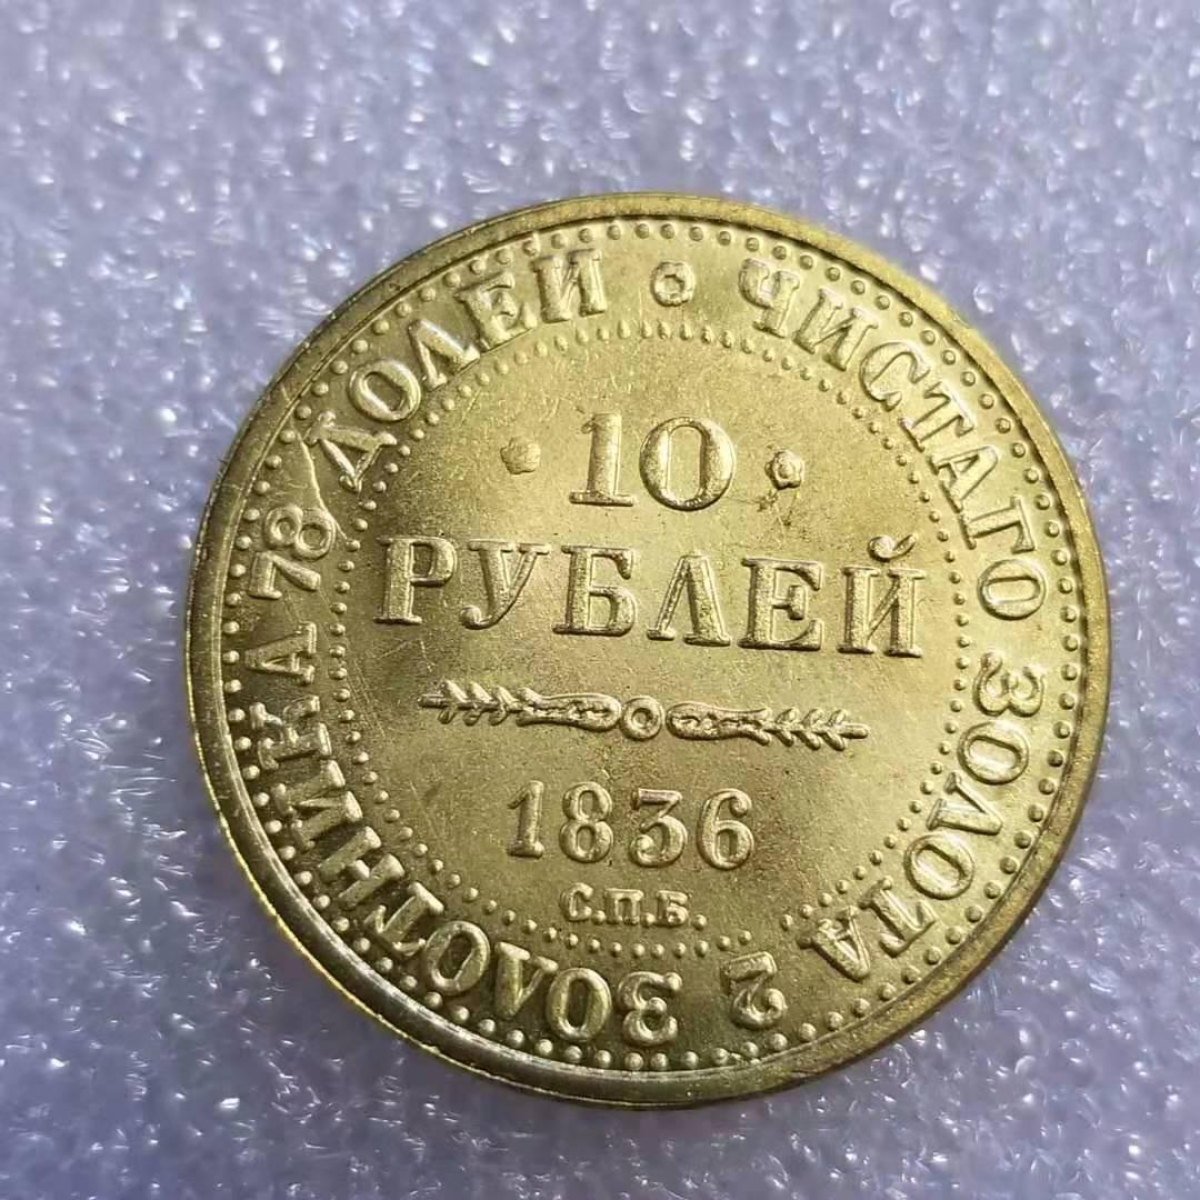 ЧИСТАГО ЗОЛОТА 2 ЗОЛОТНИКА 78 ДОЛЕЙ
10
РУБЛЕЙ
1836
С.П.Б.